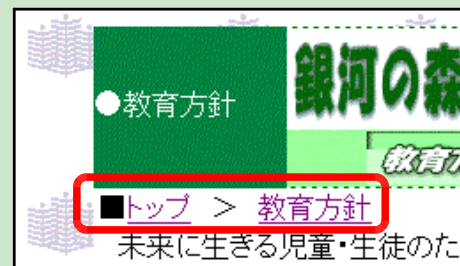 ●教育方針
銀河の森
教育方
■トップ > 教育方針
未来に生きる児童・生徒のた